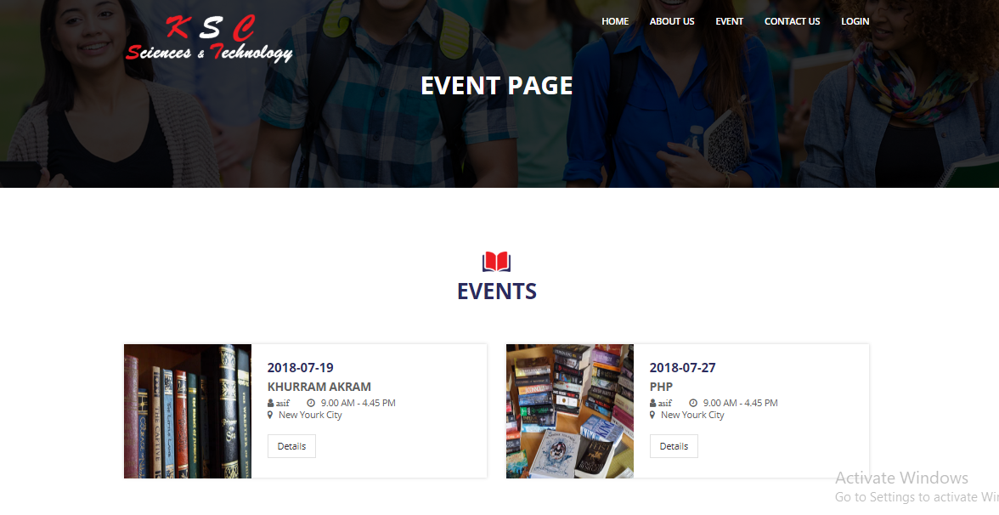 K S C
Sciences & Technology
HOME ABOUT US EVENT CONTACT US LOGIN
EVENT PAGE
EVENTS
2018-07-19
KHURRAM AKRAM
asif 9.00 AM - 4.45 PM
New Yourk City
Details
2018-07-27
PHP
asif 9.00 AM - 4.45 PM
New Yourk City
Details
THE CAPTIVE
Activate Windows
Go to Settings to activate Wi